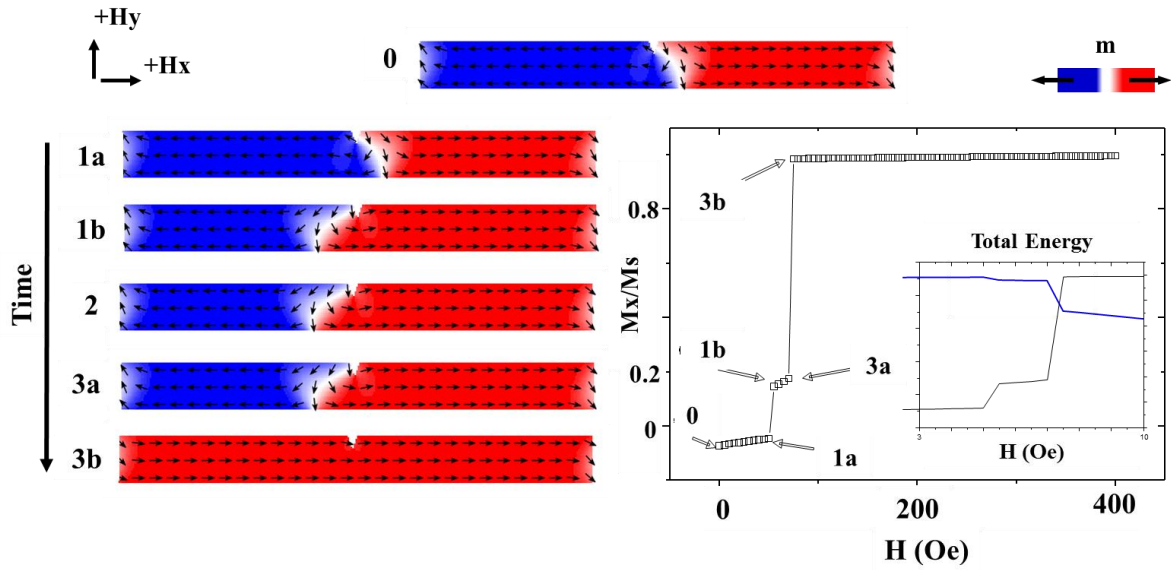 +Hy
+Hx
0
m
1a
1b
2
3a
3b
Time
Mx/Ms
0.8
0.2
0
3b
1b
3a
0
1a
Total Energy
3
10
H (Oe)
0
200
400
H (Oe)